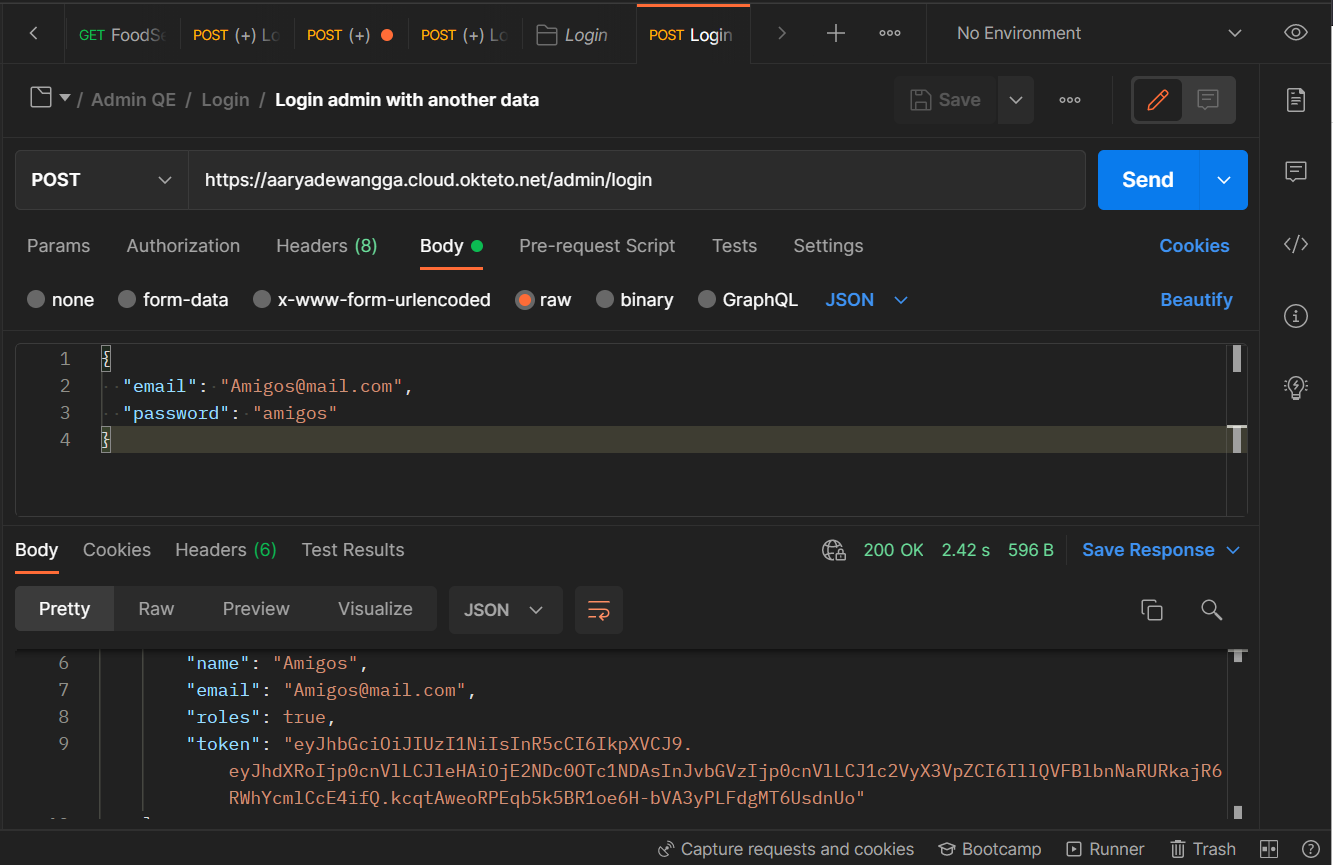 GET FoodSe POST (+) Lo POST (+) POST (+) Lo Login POST Login No Environment
/ Admin QE / Login / Login admin with another data Save
POST https://aaryadewangga.cloud.okteto.net/admin/login Send
Params Authorization Headers (8) Body Pre-request Script Tests Settings Cookies
none form-data x-www-form-urlencoded raw binary GraphQL JSON Beautify
1 {
2 "email": "Amigos@mail.com",
3 "password": "amigos"
4 }
Body Cookies Headers (6) Test Results 200 OK 2.42 s 596 B Save Response
Pretty Raw Preview Visualize JSON
6 "name": "Amigos",
7 "email": "Amigos@mail.com",
8 "roles": true,
9 "token": "eyJhbGciOiJIUzI1NiIsInR5cCI6IkpXVCJ9.
eyJhdXRoIjp0cnVlLCJleHAiOjE2NDc0OTc1NDAsInJvbGVzIjp0cnVlLCJ1c2VyX3VpZCI6IllQVFBlbnNaRURkajR6
RWhYcmlCcE4ifQ.kcqtAweoRPEqb5k5BR1oe6H-bVA3yPLFdgMT6UsdnUo"
Capture requests and cookies Bootcamp Runner Trash